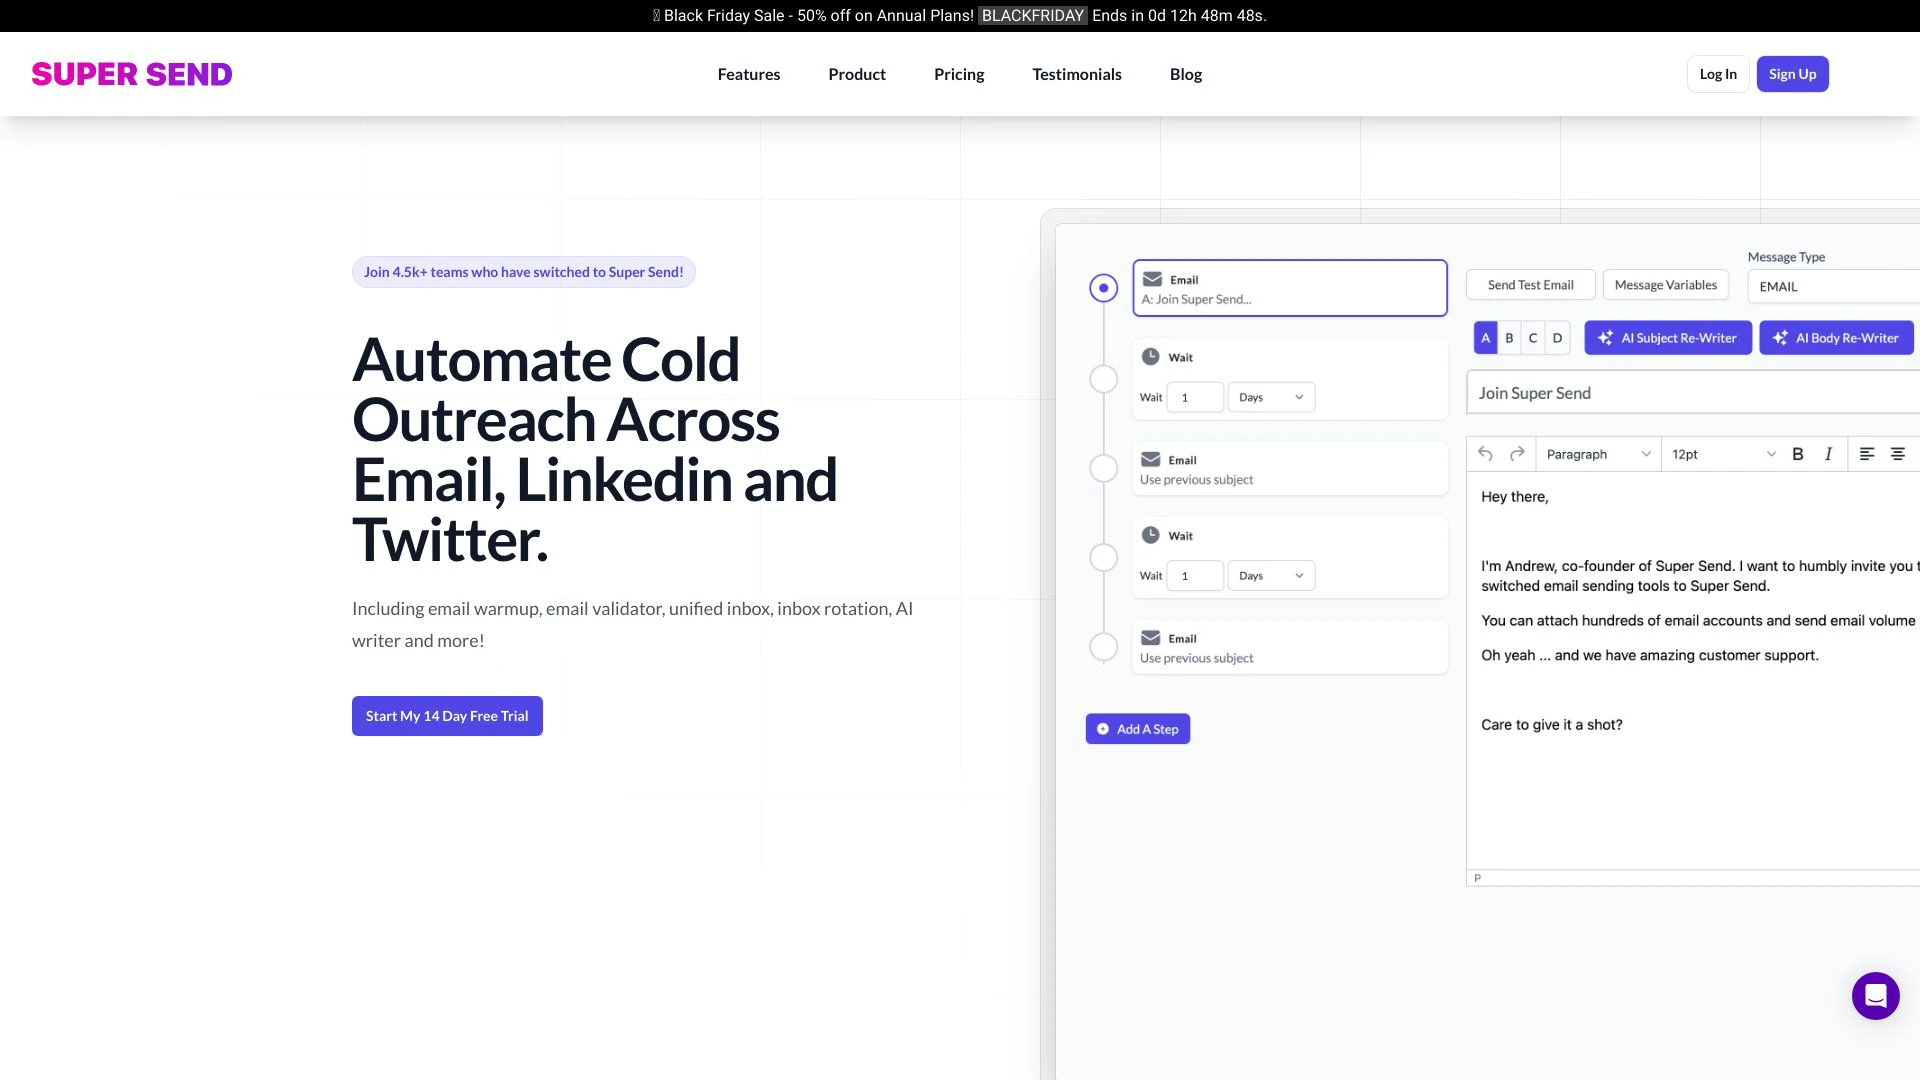 Black Friday Sale - 50% off on Annual Plans! BLACKFRIDAY Ends in 0d 12h 48m 48s.
SUPER SEND
Features
Product
Pricing
Testimonials
Blog
Log In
Sign Up
Join 4.5k+ teams who have switched to Super Send!
Automate Cold
Outreach Across
Email, Linkedin and
Twitter.
Including email warmup, email validator, unified inbox, inbox rotation, AI
writer and more!
Start My 14 Day Free Trial
Email
A: Join Super Send...
Wait
Wait 1 Days
Email
Use previous subject
Wait
Wait 1 Days
Email
Use previous subject
Add A Step
Message Type
Send Test Email
Message Variables
EMAIL
A B C D
AI Subject Re-Writer
AI Body Re-Writer
Join Super Send
Paragraph
12pt
B I
Hey there,
I'm Andrew, co-founder of Super Send. I want to humbly invite you
switched email sending tools to Super Send.
You can attach hundreds of email accounts and send email volume
Oh yeah ... and we have amazing customer support.
Care to give it a shot?
P